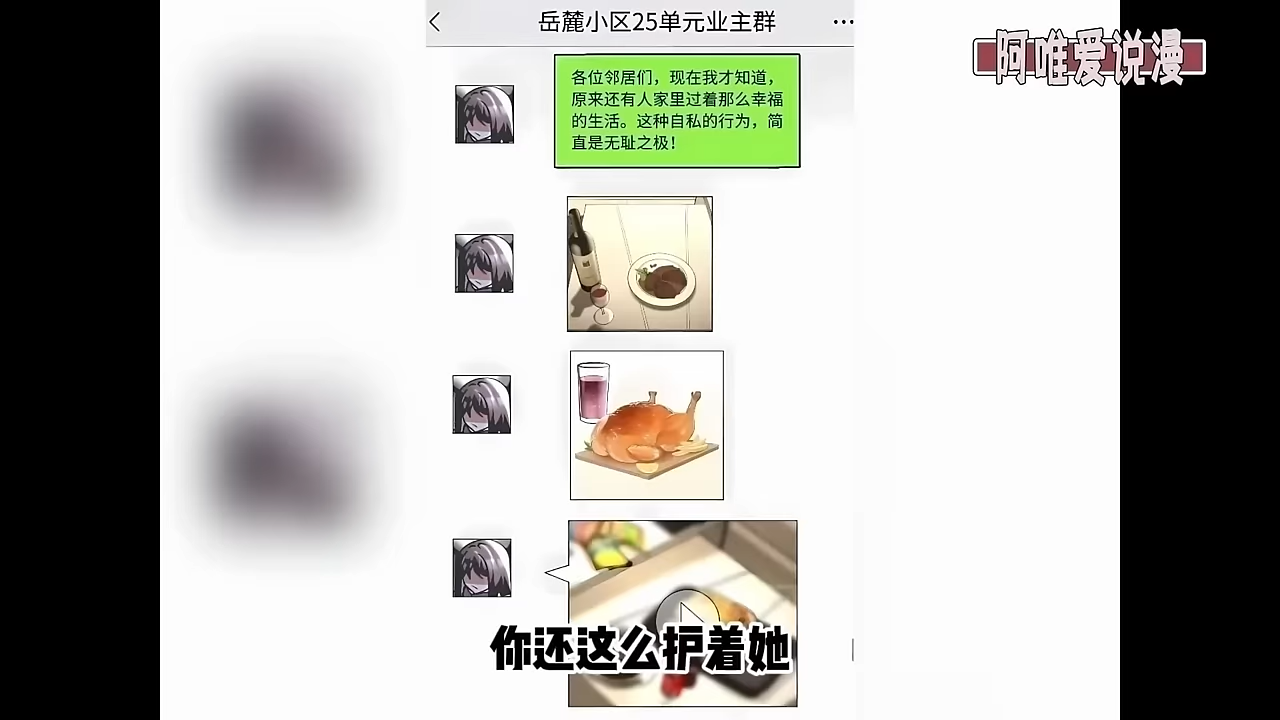 岳麓小区25单元业主群
阿唯爱说漫
各位邻居们，现在我才知道，
原来还有人家里过着那么幸福
的生活。这种自私的行为，简
直是无耻之极！
你还这么护着她